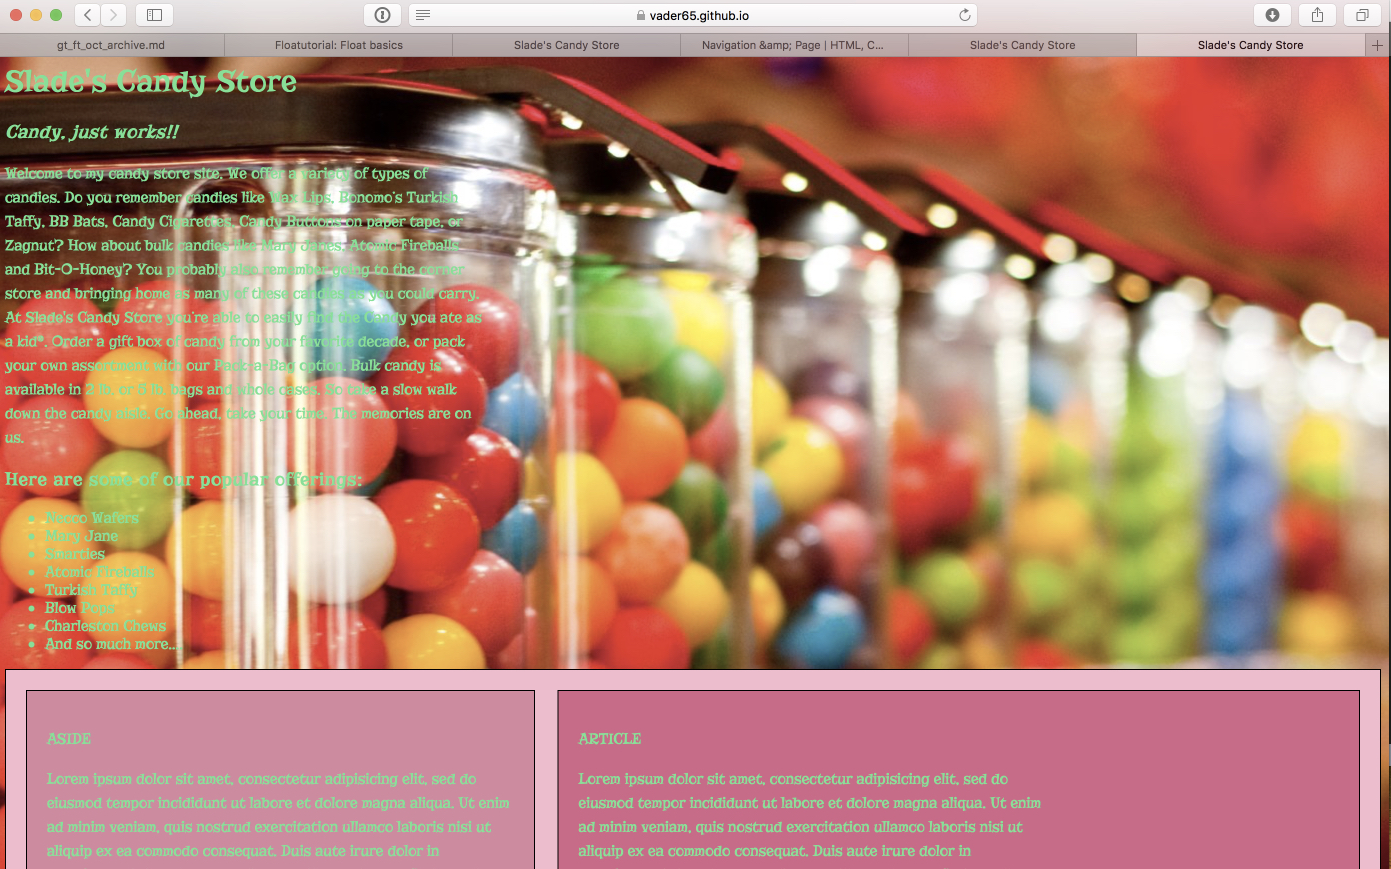 vader65.github.io
gt_ft_oct_archive.md
Floatutorial: Float basics
Slade's Candy Store
Navigation &amp; Page | HTML, C...
Slade's Candy Store
Slade's Candy Store
Slade's Candy Store
Candy, just works!!
Welcome to my candy store site. We offer a variety of types of
candies. Do you remember candies like Wax Lips, Bonomo's Turkish
Taffy, BB Bats, Candy Cigarettes, Candy Buttons on paper tape, or
Zagnut? How about bulk candies like Mary Janes, Atomic Fireballs
and Bit-O-Honey? You probably also remember going to the corner
store and bringing home as many of these candies as you could carry.
At Slade's Candy Store you're able to easily find the Candy you ate as
a kid®. Order a gift box of candy from your favorite decade, or pack
your own assortment with our Pack-a-Bag option. Bulk candy is
available in 2 lb. or 5 lb. bags and whole cases. So take a slow walk
down the candy aisle. Go ahead, take your time. The memories are on
us.
Here are some of our popular offerings:
Necco Wafers
Mary Jane
Smarties
Atomic Fireballs
Turkish Taffy
Blow Pops
Charleston Chews
And so much more...
ASIDE
Lorem ipsum dolor sit amet, consectetur adipisicing elit, sed do
eiusmod tempor incididunt ut labore et dolore magna aliqua. Ut enim
ad minim veniam, quis nostrud exercitation ullamco laboris nisi ut
aliquip ex ea commodo consequat. Duis aute irure dolor in
ARTICLE
Lorem ipsum dolor sit amet, consectetur adipisicing elit, sed do
eiusmod tempor incididunt ut labore et dolore magna aliqua. Ut enim
ad minim veniam, quis nostrud exercitation ullamco laboris nisi ut
aliquip ex ea commodo consequat. Duis aute irure dolor in